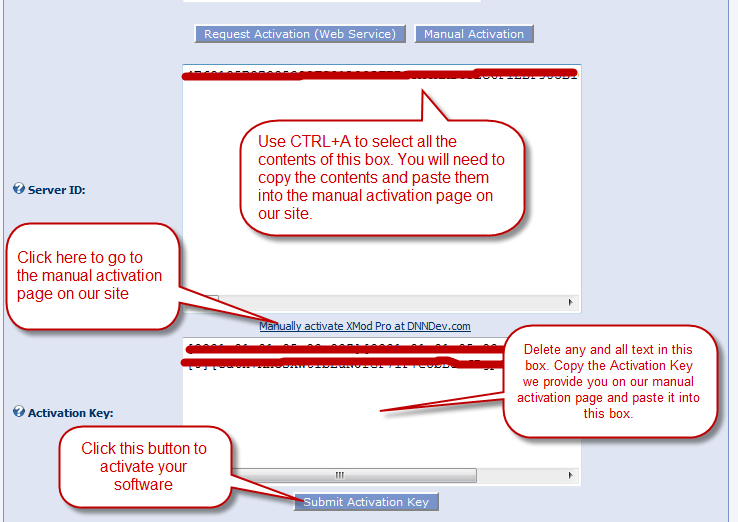 Request Activation (Web Service) Manual Activation
Use CTRL+A to select all the
contents of this box. You will need to
copy the contents and paste them
into the manual activation page on
our site.
Server ID:
Click here to go to
the manual activation
page on our site
Manually activate XMod Pro at DNNDev.com
Delete any and all text in this
box. Copy the Activation Key
we provide you on our manual
activation page and paste it into
this box.
Activation Key:
Click this button to
activate your
software
Submit Activation Key